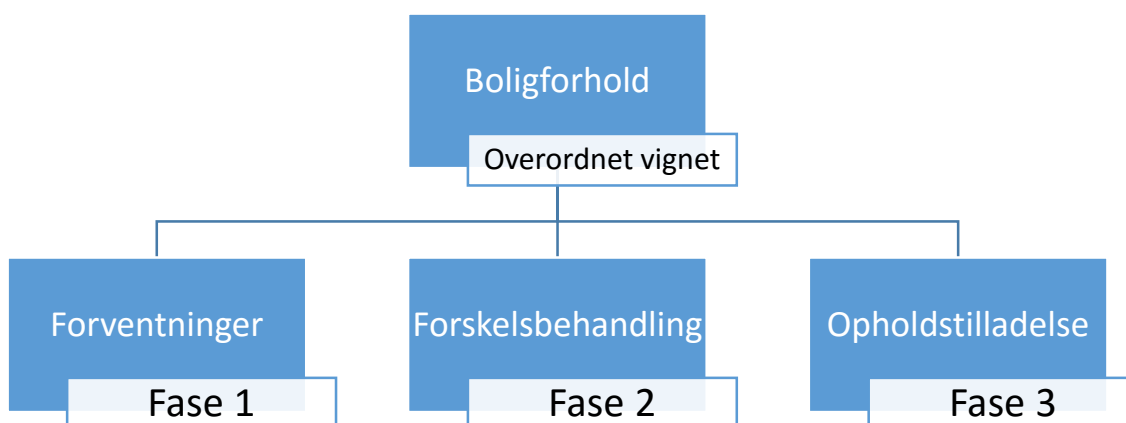 Boligforhold
Overordnet vignet
Forventninger
Fase 1
Forskelsbehandling
Fase 2
Opholdstilladelse
Fase 3